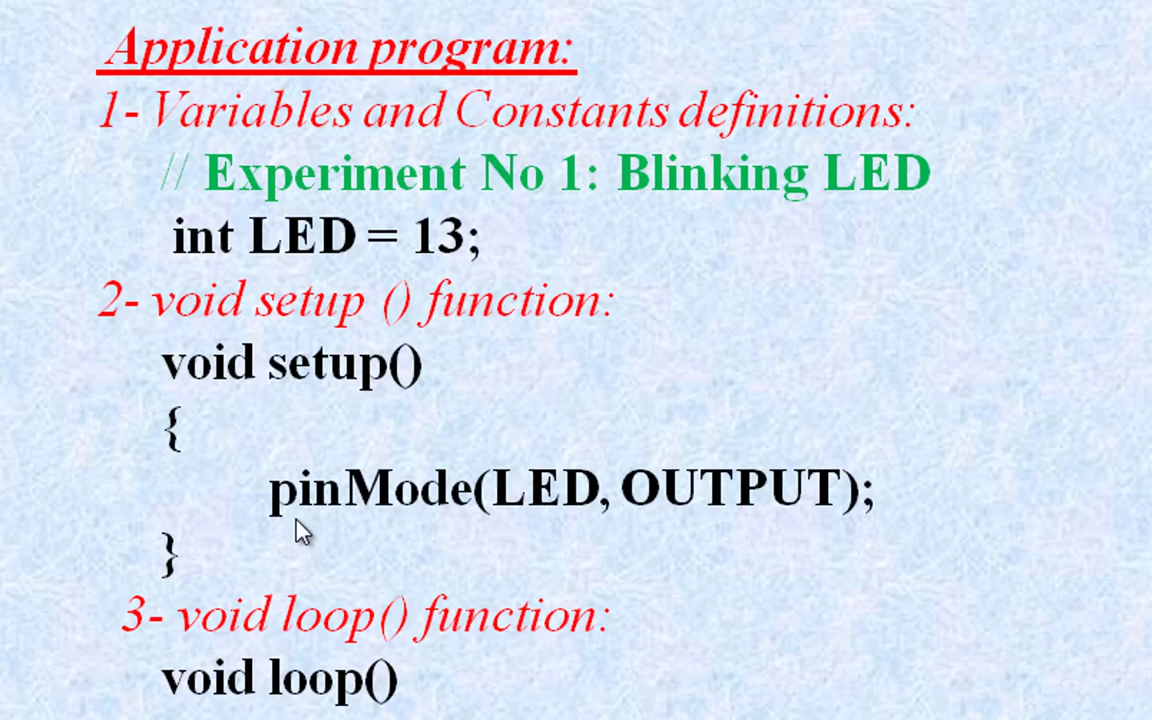 Application program:
1- Variables and Constants definitions:
// Experiment No 1: Blinking LED
int LED = 13;
2- void setup () function:
void setup()
{
pinMode(LED, OUTPUT);
}
3- void loop() function:
void loop()